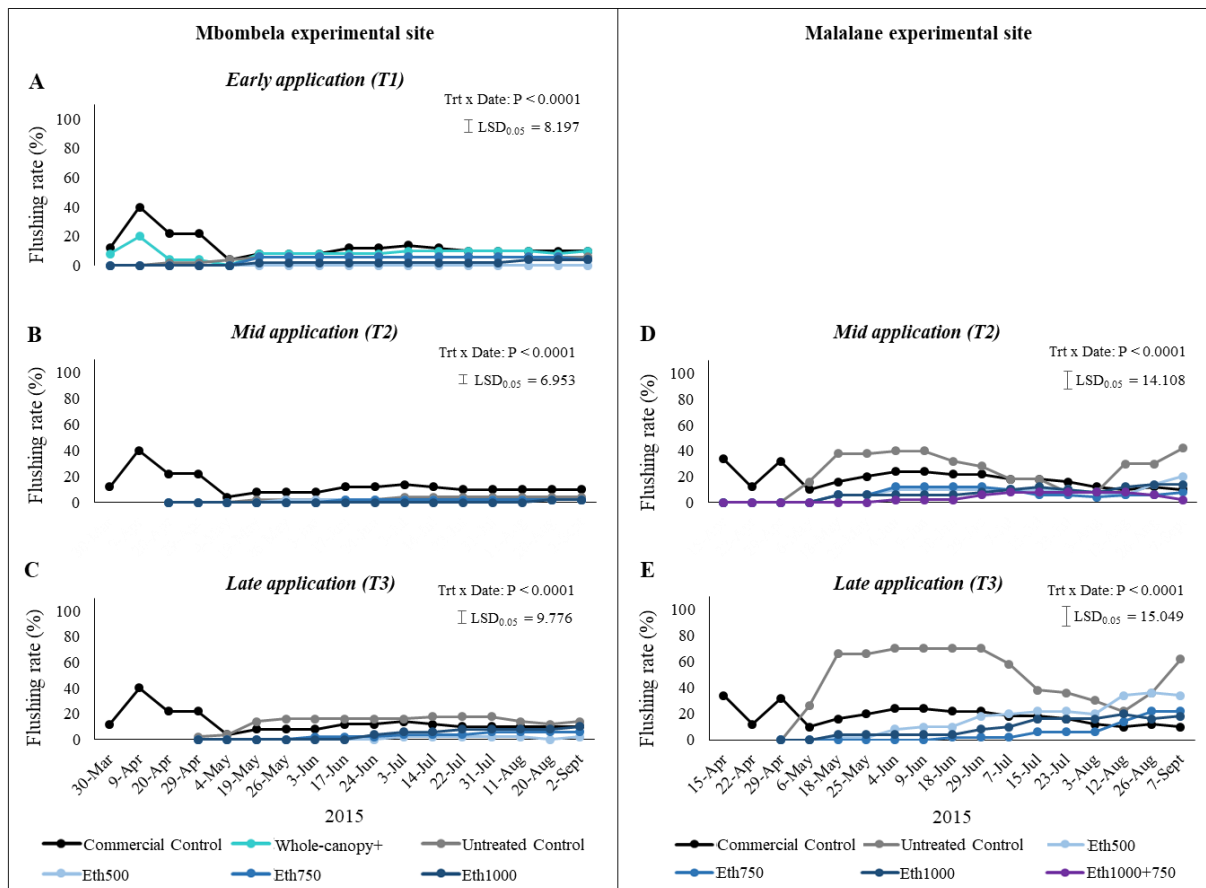 Mbombela experimental site
Malalane experimental site
A
Early application (T1)
Trt x Date: P < 0.0001
LSD0.05 = 8.197
Flushing rate (%)
100
80
60
40
20
0
B
Mid application (T2)
Trt x Date: P < 0.0001
LSD0.05 = 6.953
Flushing rate (%)
100
80
60
40
20
0
D
Mid application (T2)
Trt x Date: P < 0.0001
LSD0.05 = 14.108
Flushing rate (%)
100
80
60
40
20
0
C
Late application (T3)
Trt x Date: P < 0.0001
LSD0.05 = 9.776
Flushing rate (%)
100
80
60
40
20
0
30-Mar
9-Apr
20-Apr
29-Apr
4-May
19-May
26-May
3-Jun
17-Jun
24-Jun
3-Jul
14-Jul
22-Jul
31-Jul
11-Aug
20-Aug
2-Sept
2015
Commercial Control
Whole-canopy+
Untreated Control
Eth500
Eth750
Eth1000
E
Late application (T3)
Trt x Date: P < 0.0001
LSD0.05 = 15.049
Flushing rate (%)
100
80
60
40
20
0
15-Apr
22-Apr
29-Apr
6-May
18-May
25-May
4-Jun
9-Jun
18-Jun
29-Jun
7-Jul
15-Jul
23-Jul
3-Aug
12-Aug
26-Aug
7-Sept
2015
Commercial Control
Untreated Control
Eth500
Eth750
Eth1000
Eth1000+750